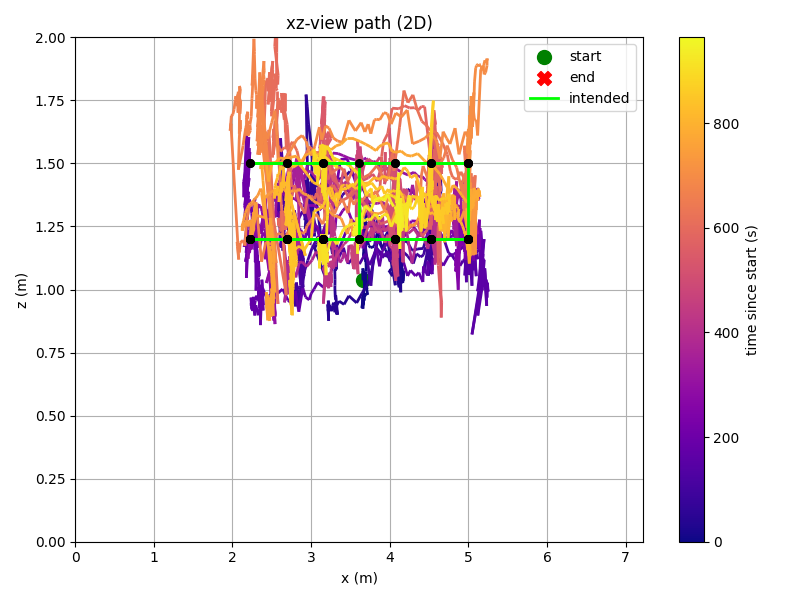 xz-view path (2D)
start
end
intended
z (m)
2.00
1.75
1.50
1.25
1.00
0.75
0.50
0.25
0.00
0 1 2 3 4 5 6 7
x (m)
800
600
400
200
0
time since start (s)